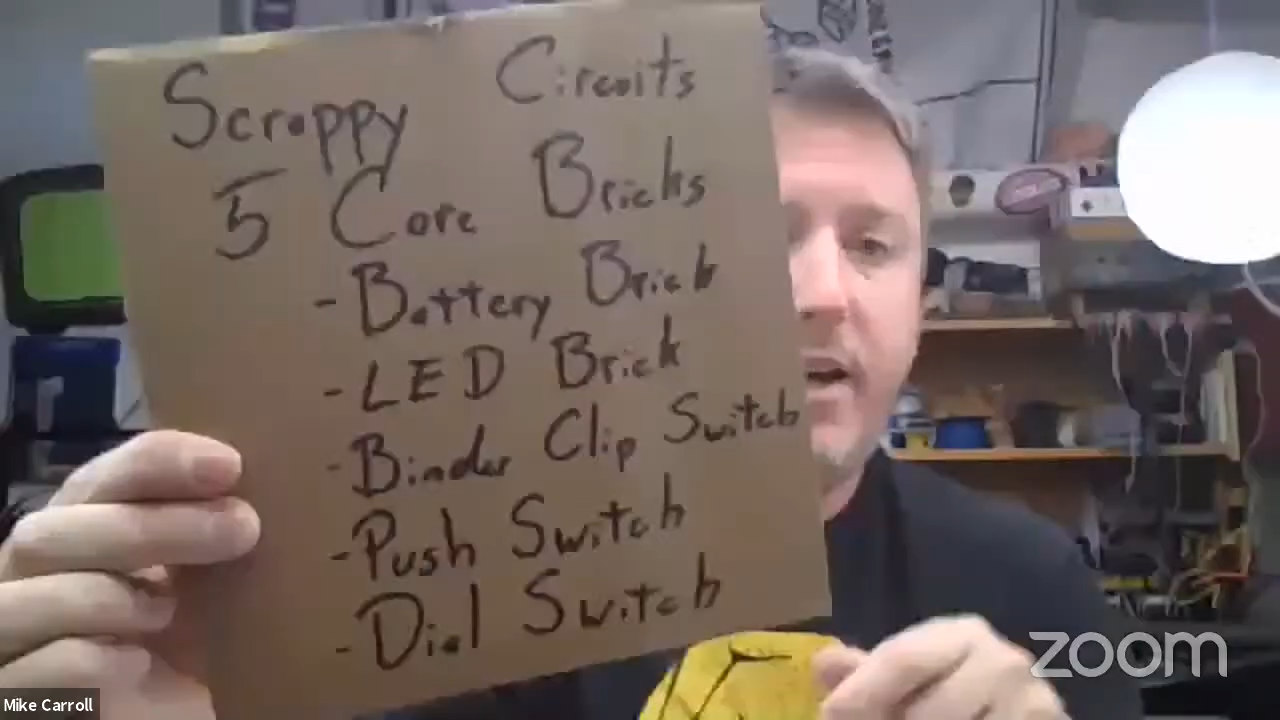 Scrappy Circuits
5 Core Bricks
- Battery Brick
- LED Brick
- Binder Clip Switch
- Push Switch
- Dial Switch
zoom
Mike Carroll